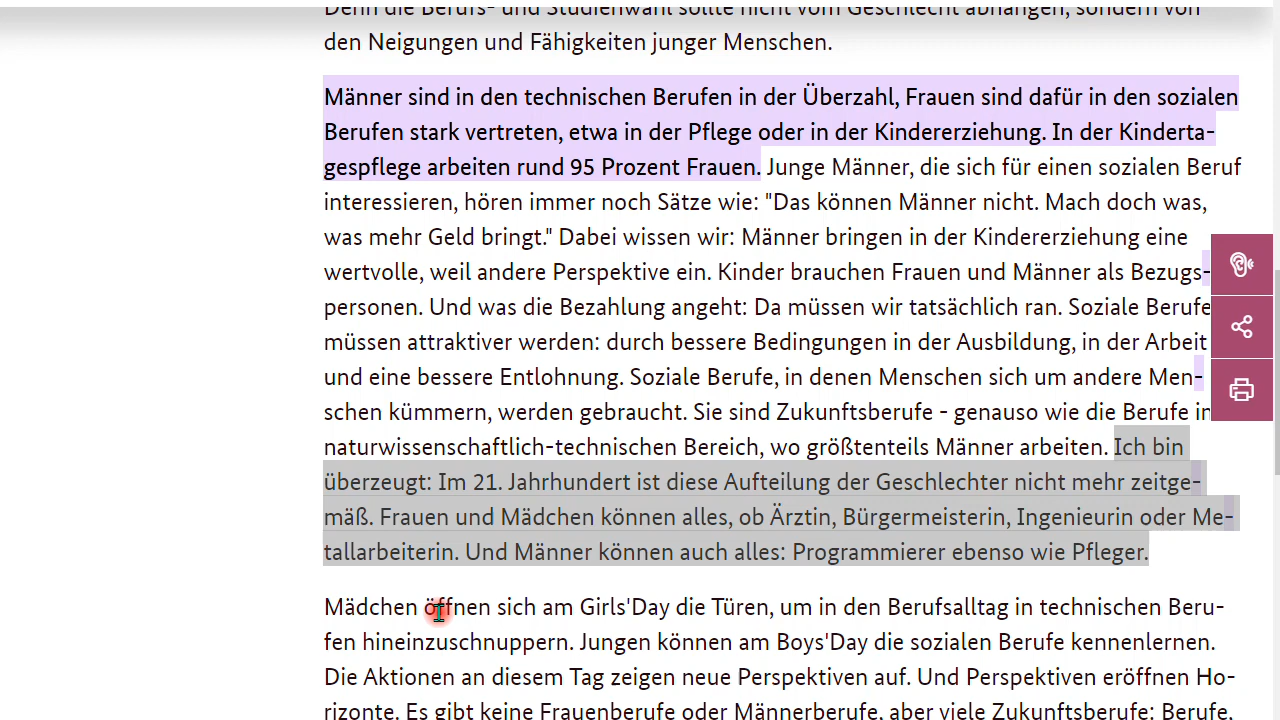 Denn die Berufs- und Studienwahl sollte nicht vom Geschlecht abhängen, sondern von
den Neigungen und Fähigkeiten junger Menschen.
Männer sind in den technischen Berufen in der Überzahl, Frauen sind dafür in den sozialen
Berufen stark vertreten, etwa in der Pflege oder in der Kindererziehung. In der Kinderta-
gespflege arbeiten rund 95 Prozent Frauen. Junge Männer, die sich für einen sozialen Beruf
interessieren, hören immer noch Sätze wie: "Das können Männer nicht. Mach doch was,
was mehr Geld bringt." Dabei wissen wir: Männer bringen in der Kindererziehung eine
wertvolle, weil andere Perspektive ein. Kinder brauchen Frauen und Männer als Bezugs-
personen. Und was die Bezahlung angeht: Da müssen wir tatsächlich ran. Soziale Berufe
müssen attraktiver werden: durch bessere Bedingungen in der Ausbildung, in der Arbeit
und eine bessere Entlohnung. Soziale Berufe, in denen Menschen sich um andere Men-
schen kümmern, werden gebraucht. Sie sind Zukunftsberufe - genauso wie die Berufe in
naturwissenschaftlich-technischen Bereich, wo größtenteils Männer arbeiten. Ich bin
überzeugt: Im 21. Jahrhundert ist diese Aufteilung der Geschlechter nicht mehr zeitge-
mäß. Frauen und Mädchen können alles, ob Ärztin, Bürgermeisterin, Ingenieurin oder Me-
tallarbeiterin. Und Männer können auch alles: Programmierer ebenso wie Pfleger.
Mädchen öffnen sich am Girls'Day die Türen, um in den Berufsalltag in technischen Beru-
fen hineinzuschnuppern. Jungen können am Boys'Day die sozialen Berufe kennenlernen.
Die Aktionen an diesem Tag zeigen neue Perspektiven auf. Und Perspektiven eröffnen Ho-
rizonte. Es gibt keine Frauenberufe oder Männerberufe, aber viele Zukunftsberufe: Berufe,